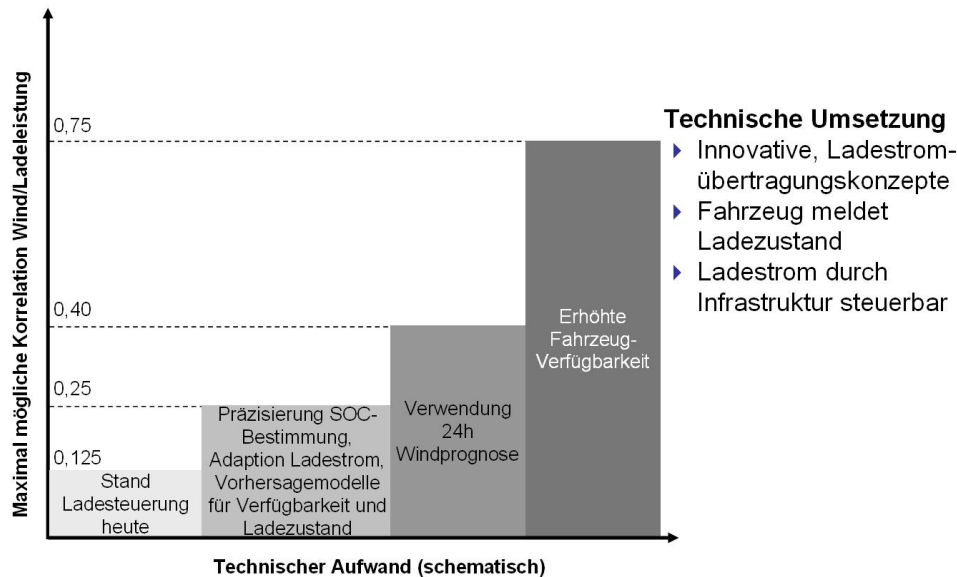 Maximal mögliche Korrelation Wind/Ladeleistung
0,75
0,40
0,25
0,125
Stand
Ladesteuerung
heute
Präzisierung SOC-
Bestimmung,
Adaption Ladestrom,
Vorhersagemodelle
für Verfügbarkeit und
Ladezustand
Verwendung
24h
Windprognose
Erhöhte
Fahrzeug-
Verfügbarkeit
Technischer Aufwand (schematisch)
Technische Umsetzung
Innovative, Ladestrom-
übertragungskonzepte
Fahrzeug meldet
Ladezustand
Ladestrom durch
Infrastruktur steuerbar